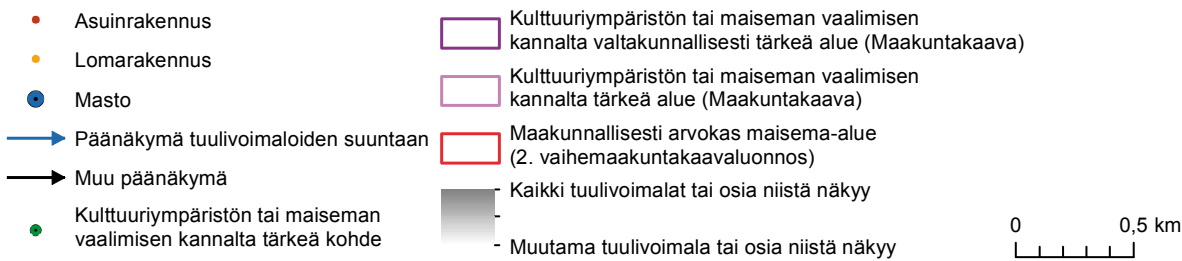 Asuinrakennus
Lomarakennus
Masto
Päänäkymä tuulivoimaloiden suuntaan
Muu päänäkymä
Kulttuuriympäristön tai maiseman
vaalimisen kannalta tärkeä kohde
Kulttuuriympäristön tai maiseman vaalimisen
kannalta valtakunnallisesti tärkeä alue (Maakuntakaava)
Kulttuuriympäristön tai maiseman vaalimisen
kannalta tärkeä alue (Maakuntakaava)
Maakunnallisesti arvokas maisema-alue
(2. vaihemaakuntakaavaluonnos)
Kaikki tuulivoimalat tai osia niistä näkyy
Muutama tuulivoimala tai osia niistä näkyy
0 0,5 km